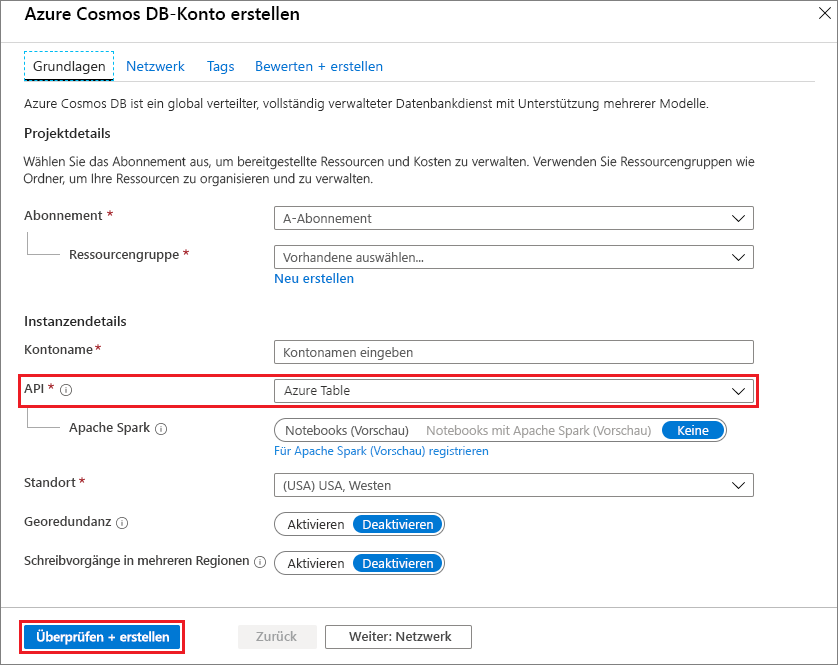 Azure Cosmos DB-Konto erstellen
Grundlagen Netzwerk Tags Bewerten + erstellen
Azure Cosmos DB ist ein global verteilter, vollständig verwalteter Datenbankdienst mit Unterstützung mehrerer Modelle.
Projektdetails
Wählen Sie das Abonnement aus, um bereitgestellte Ressourcen und Kosten zu verwalten. Verwenden Sie Ressourcengruppen wie
Ordner, um Ihre Ressourcen zu organisieren und zu verwalten.
Abonnement * A-Abonnement
Ressourcengruppe * Vorhandene auswählen...
Neu erstellen
Instanzendetails
Kontoname * Kontonamen eingeben
API * Azure Table
Apache Spark Notebooks (Vorschau) Notebooks mit Apache Spark (Vorschau) Keine
Für Apache Spark (Vorschau) registrieren
Standort * (USA) USA, Westen
Georedundanz Aktivieren Deaktivieren
Schreibvorgänge in mehreren Regionen Aktivieren Deaktivieren
Überprüfen + erstellen Zurück Weiter: Netzwerk